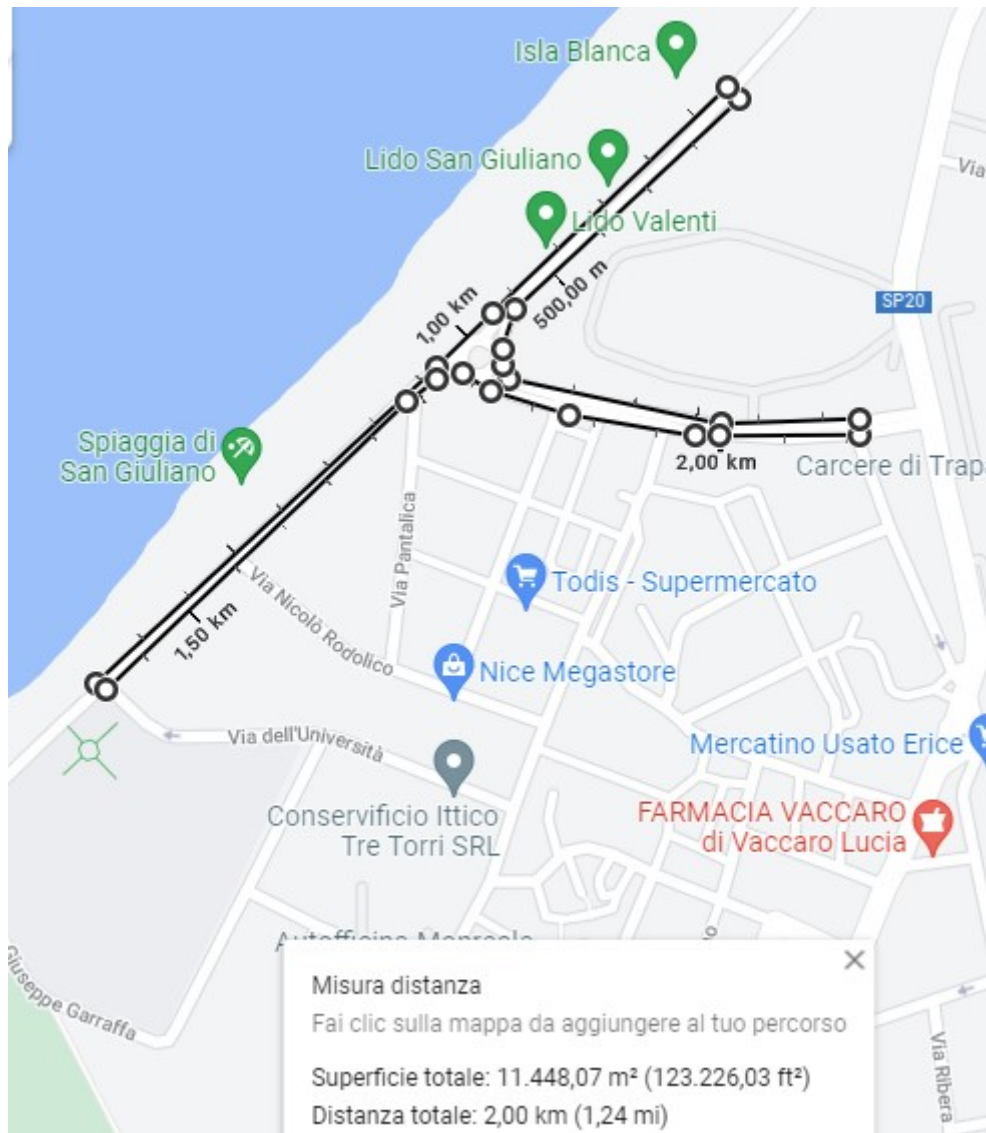 Isla Blanca
Lido San Giuliano
Via
Lido Valenti
500,00 m
SP20
1,00 km
Spiaggia di
San Giuliano
2,00 km
Carcere di Trapa
Via Pantalica
Todis - Supermercato
Via Nicolò Rodolico
1,50 km
Nice Megastore
Via dell'Università
Mercatino Usato Erice
Conservificio Ittico
Tre Torri SRL
FARMACIA VACCARO
di Vaccaro Lucia
Autofficina Monreale
Giuseppe Garraffa
Via Ribera
Misura distanza
Fai clic sulla mappa da aggiungere al tuo percorso
Superficie totale: 11.448,07 m² (123.226,03 ft²)
Distanza totale: 2,00 km (1,24 mi)